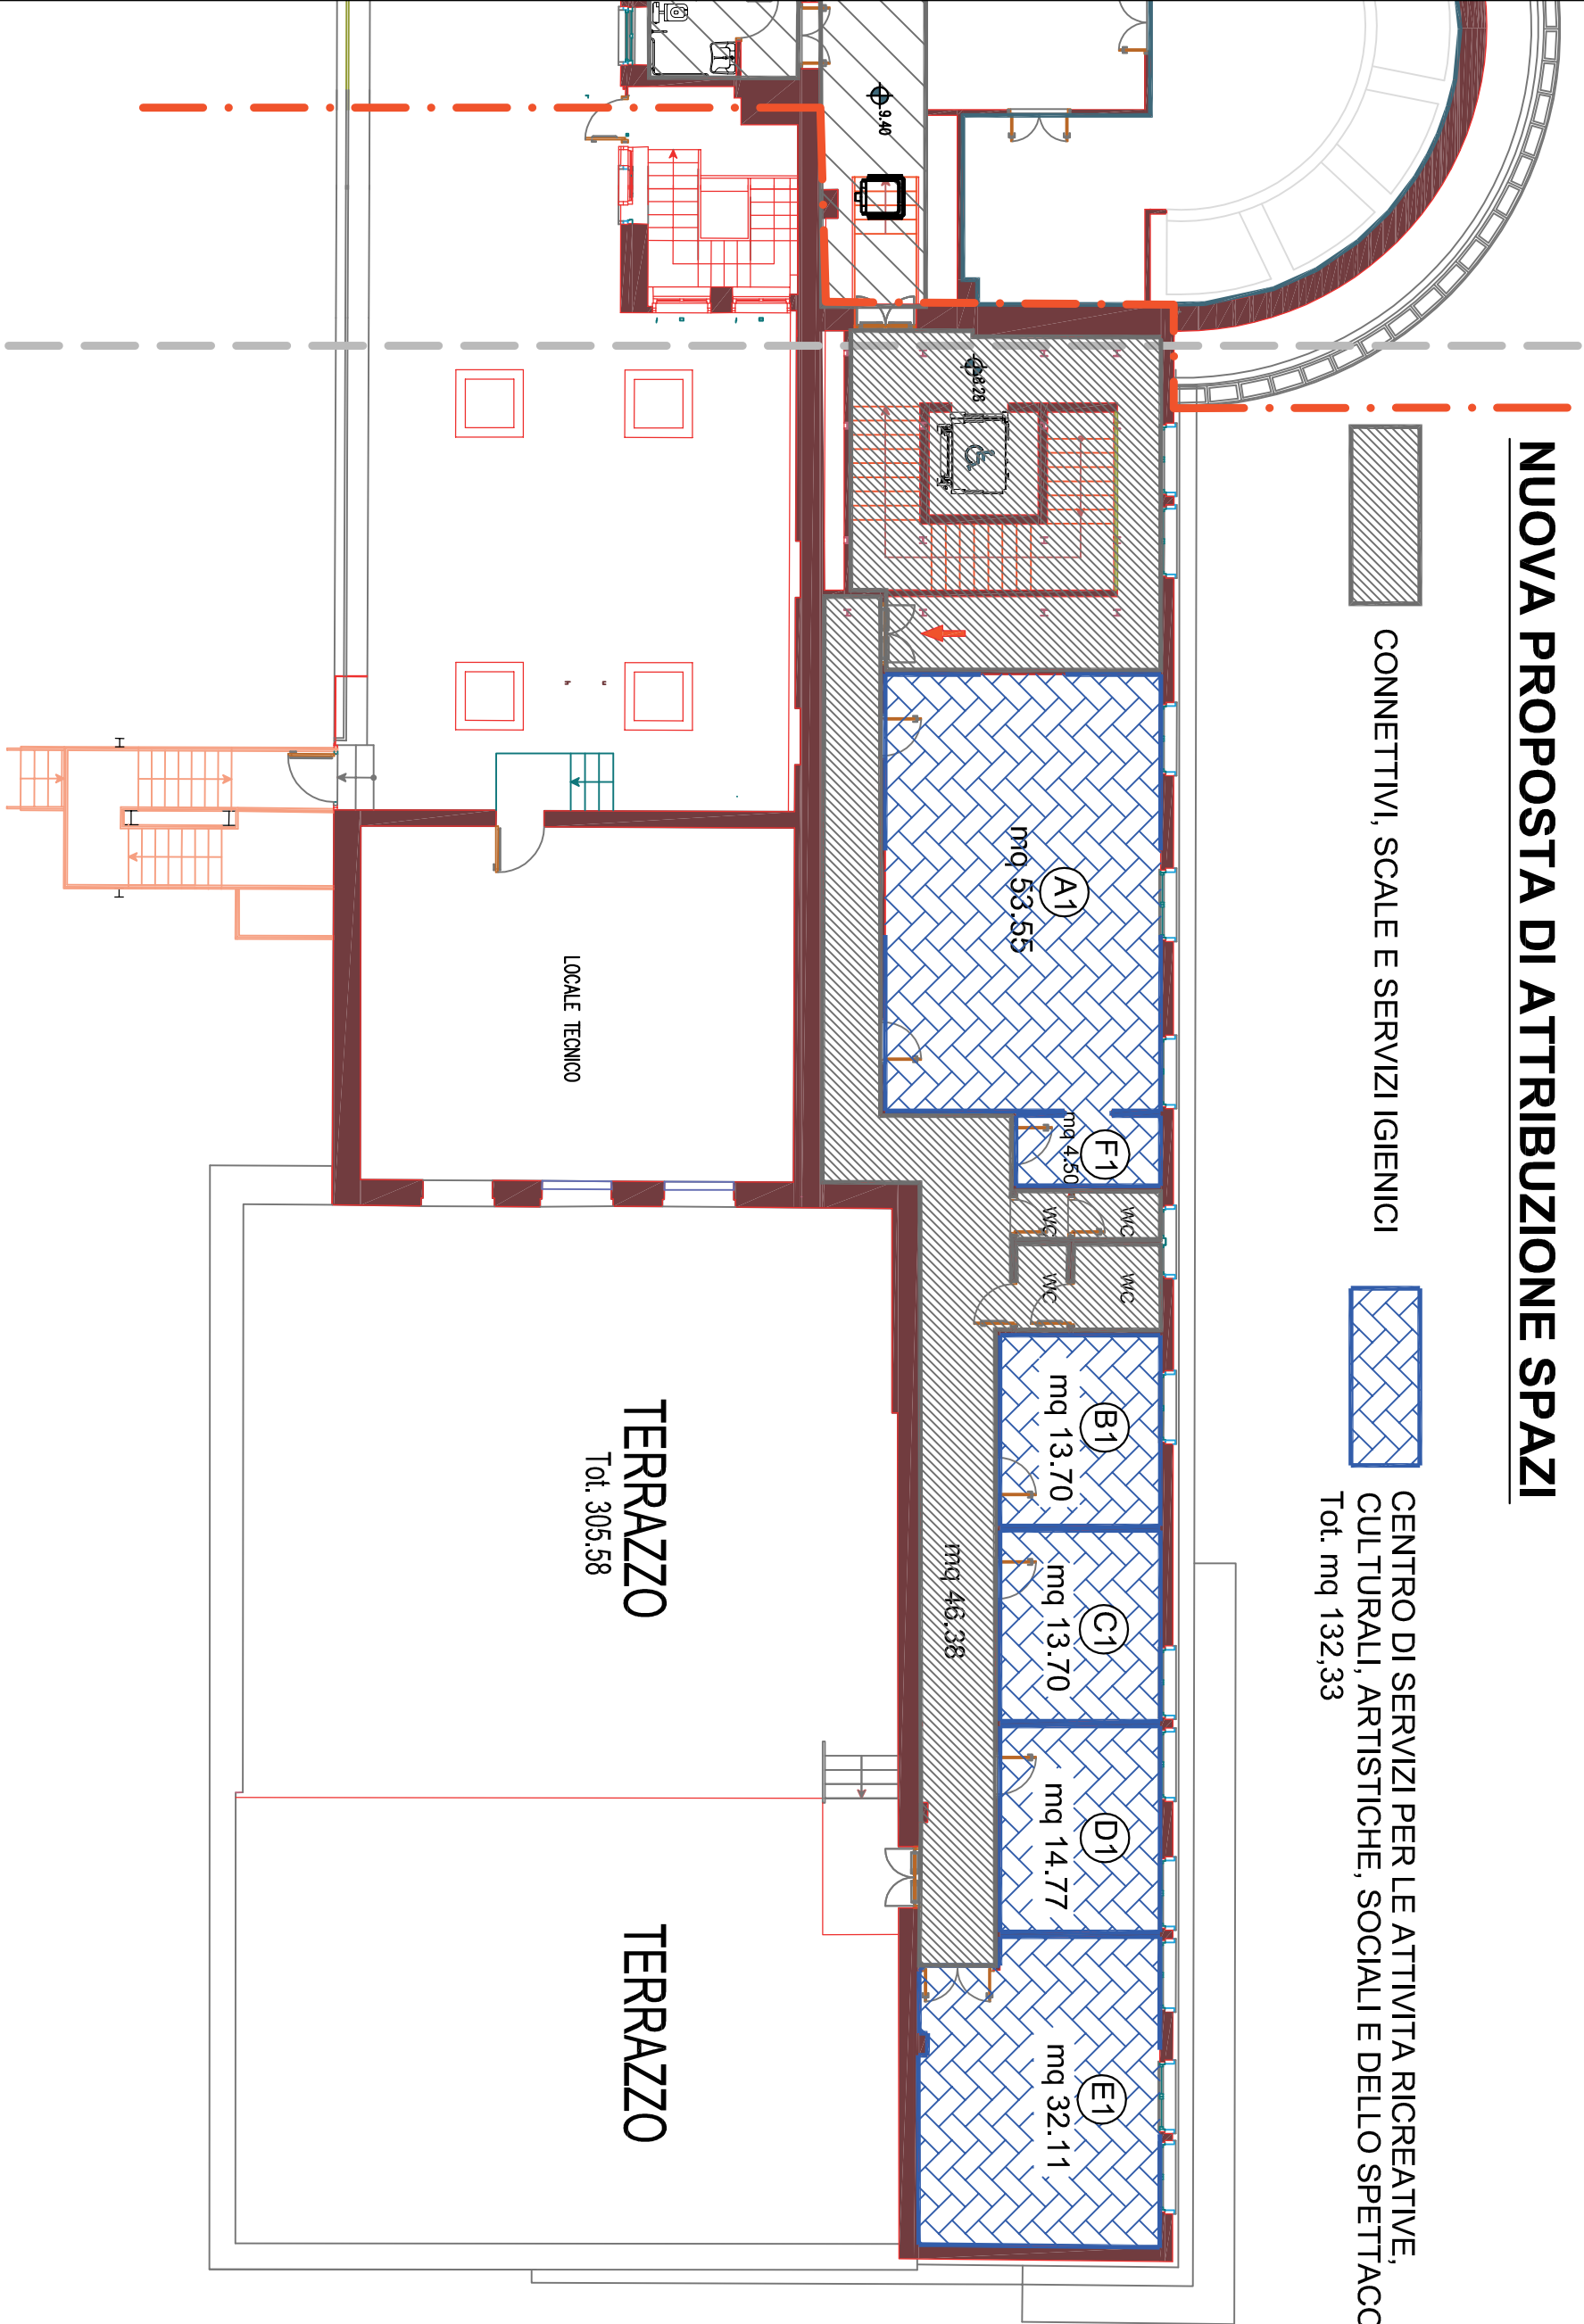 NUOVA PROPOSTA DI ATTRIBUZIONE SPAZI
CONNETTIVI, SCALE E SERVIZI IGIENICI
CENTRO DI SERVIZI PER LE ATTIVITA RICREATIVE,
CULTURALI, ARTISTICHE, SOCIALI E DELLO SPETTACO
Tot. mq 132,33
9.40
8.28
A1
mq 53.55
F1
mq 4.50
WC
WC
WC
WC
B1
mq 13.70
C1
mq 13.70
D1
mq 14.77
E1
mq 32.11
mq 46.38
LOCALE TECNICO
TERRAZZO
Tot. 305.58
TERRAZZO